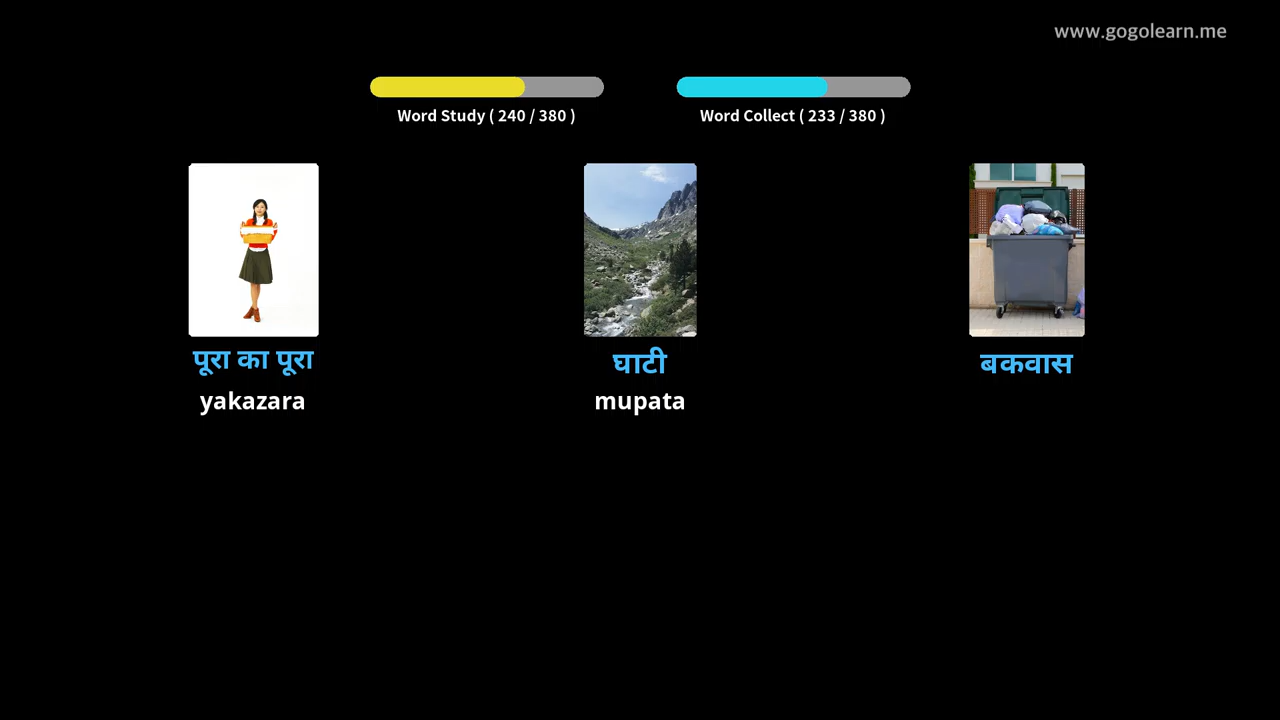 www.gogolearn.me
Word Study ( 240 / 380 )
Word Collect ( 233 / 380 )
पूरा का पूरा
yakazara
घाटी
mupata
बकवास